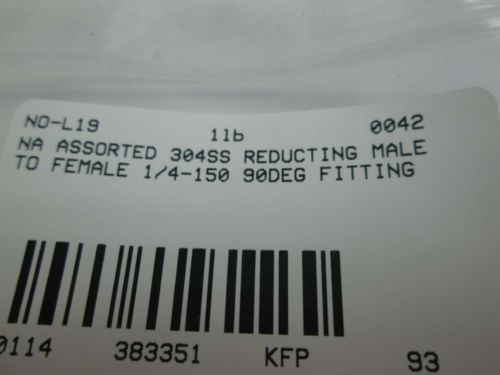 NO-L19 1lb 0042
NA ASSORTED 304SS REDUCTING MALE
TO FEMALE 1/4-150 90DEG FITTING
0114 383351 KFP 93